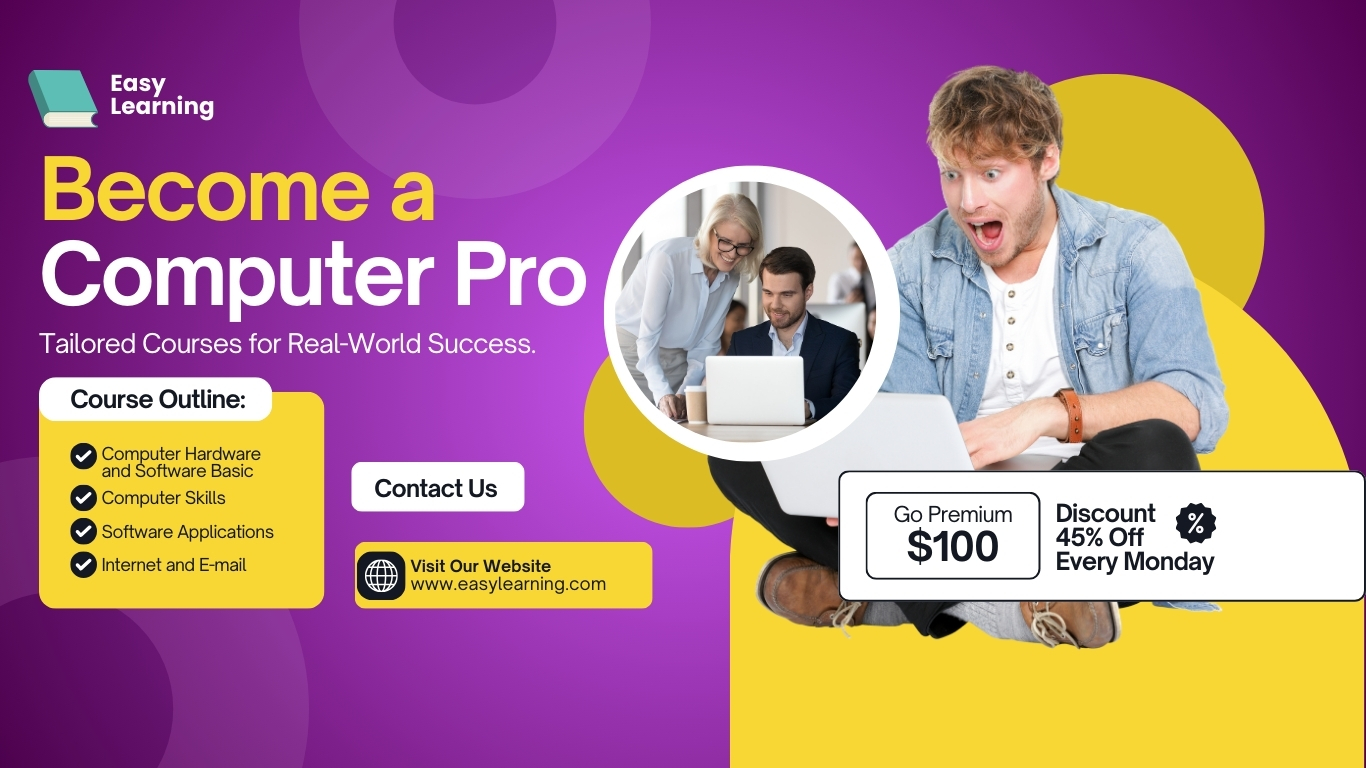 Easy
Learning
Become a
Computer Pro
Tailored Courses for Real-World Success.
Course Outline:
Computer Hardware
and Software Basic
Computer Skills
Software Applications
Internet and E-mail
Contact Us
Visit Our Website
www.easylearning.com
Go Premium
$100
Discount
45% Off
Every Monday
%